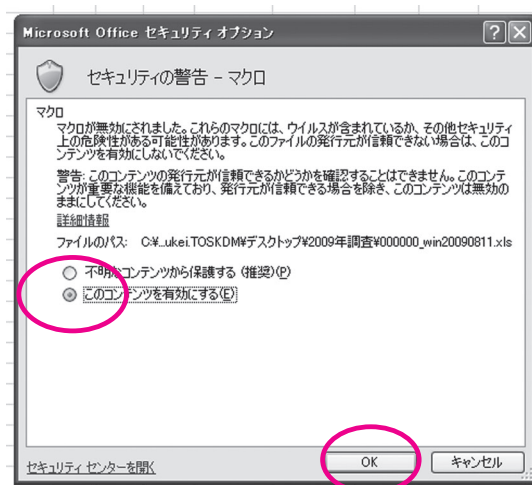 Microsoft Office セキュリティ オプション
セキュリティの警告 - マクロ
マクロ
マクロが無効にされました。これらのマクロには、ウイルスが含まれているか、その他セキュリティ
上の危険性がある可能性があります。このファイルの発行元が信頼できない場合は、このコ
ンテンツを有効にしないでください。
警告: このコンテンツの発行元が信頼できるかどうかを確認することはできません。このコンテ
ンツが重要な機能を備えており、発行元が信頼できる場合を除き、このコンテンツは無効の
ままにしてください。
詳細情報
ファイルのパス: C:¥...ukei.TOSKDM¥デスクトップ¥2009年調査¥000000_win20090811.xls
不明なコンテンツから保護する (推奨)(P)
このコンテンツを有効にする(E)
セキュリティ センターを開く
OK
キャンセル